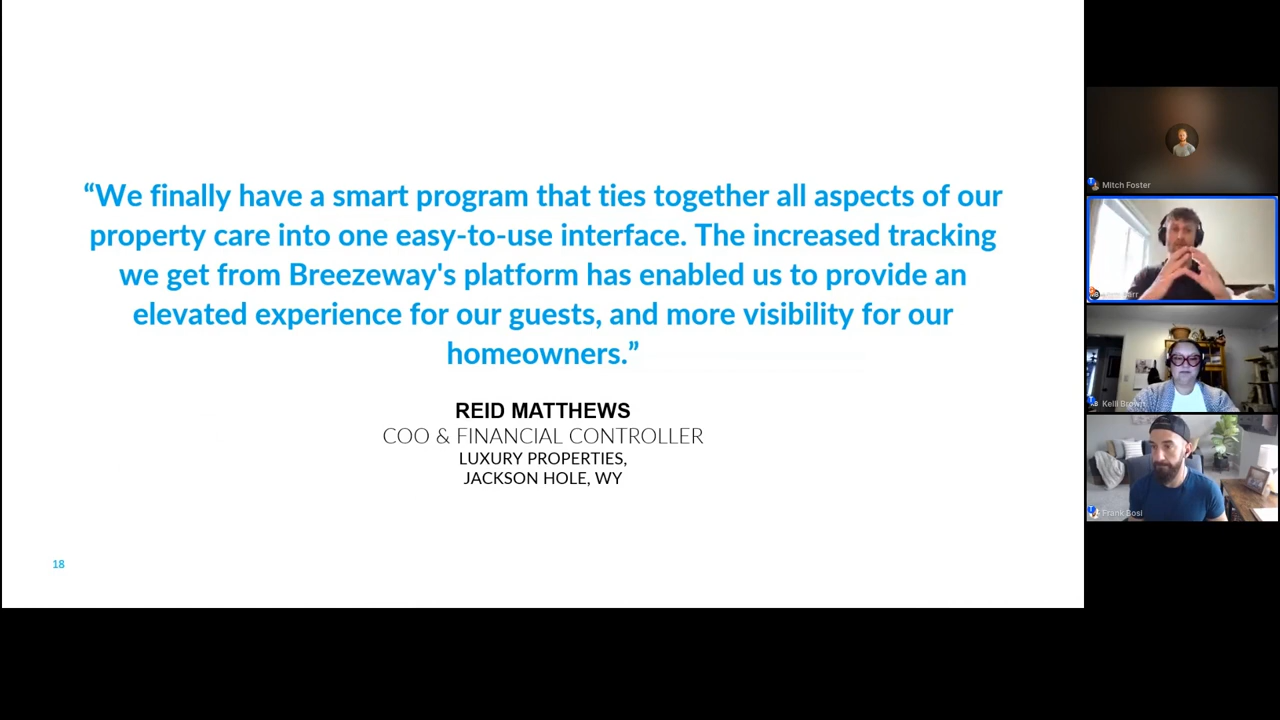 “We finally have a smart program that ties together all aspects of our
property care into one easy-to-use interface. The increased tracking
we get from Breezeway's platform has enabled us to provide an
elevated experience for our guests, and more visibility for our
homeowners.”
REID MATTHEWS
COO & FINANCIAL CONTROLLER
LUXURY PROPERTIES,
JACKSON HOLE, WY
18
Mitch Foster
Kelli Brown
Frank Bosi